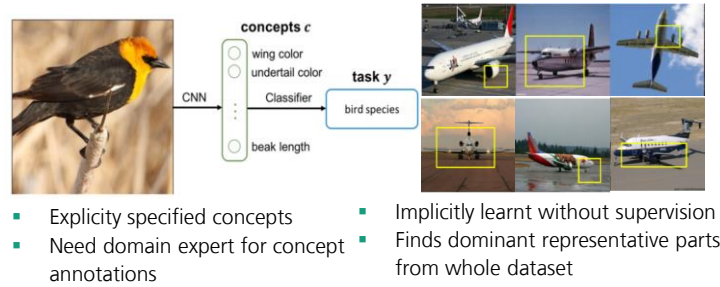 concepts c
wing color
undertail color
beak length
CNN
Classifier
task y
bird species
▪ Explicity specified concepts
▪ Need domain expert for concept
annotations
▪ Implicitly learnt without supervision
▪ Finds dominant representative parts
from whole dataset